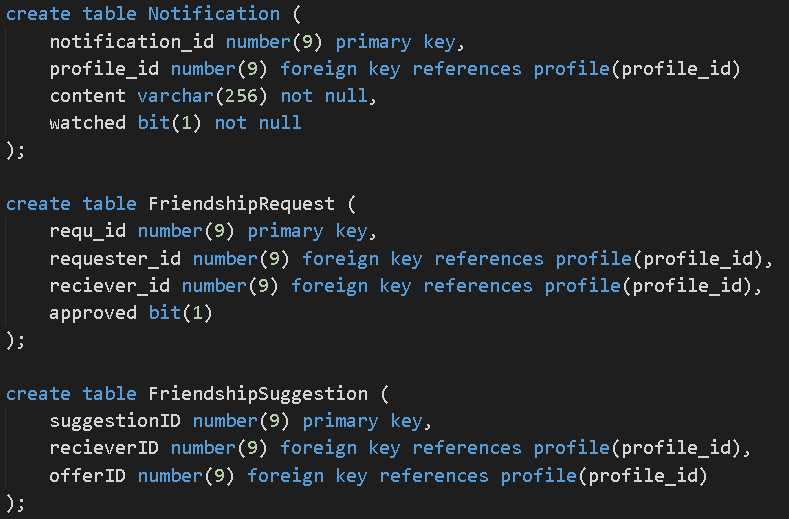 create table Notification (
notification_id number(9) primary key,
profile_id number(9) foreign key references profile(profile_id)
content varchar(256) not null,
watched bit(1) not null
);
create table FriendshipRequest (
requ_id number(9) primary key,
requester_id number(9) foreign key references profile(profile_id),
reciever_id number(9) foreign key references profile(profile_id),
approved bit(1)
);
create table FriendshipSuggestion (
suggestionID number(9) primary key,
recieverID number(9) foreign key references profile(profile_id),
offerID number(9) foreign key references profile(profile_id)
);